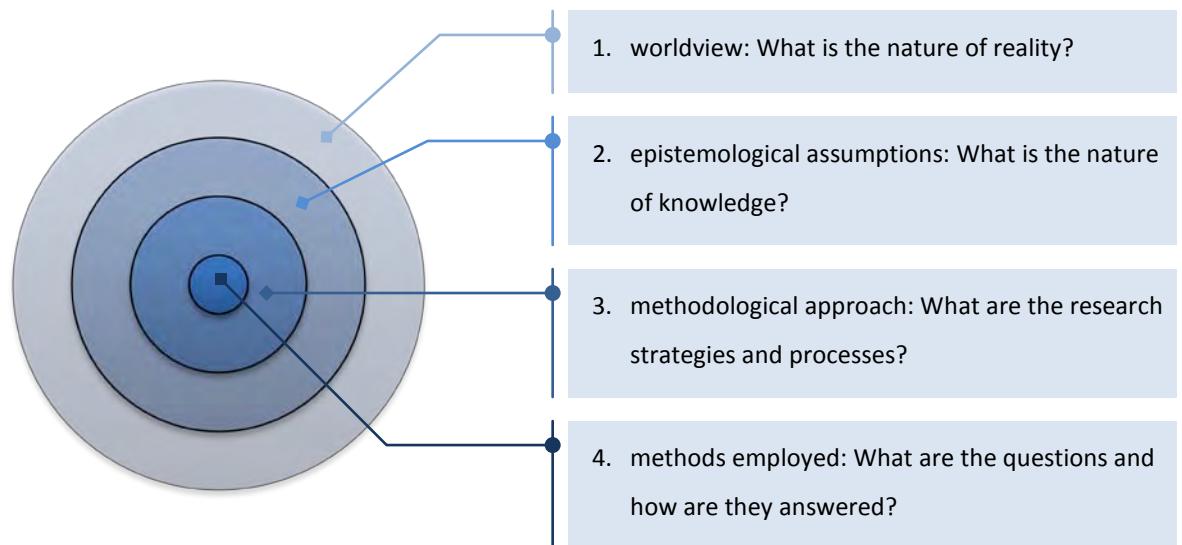 1. worldview: What is the nature of reality?
2. epistemological assumptions: What is the nature
of knowledge?
3. methodological approach: What are the research
strategies and processes?
4. methods employed: What are the questions and
how are they answered?